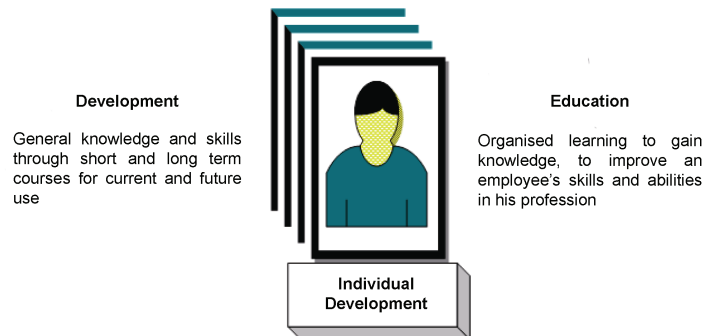 Development
General knowledge and skills
through short and long term
courses for current and future
use
Education
Organised learning to gain
knowledge, to improve an
employee's skills and abilities
in his profession
Individual
Development